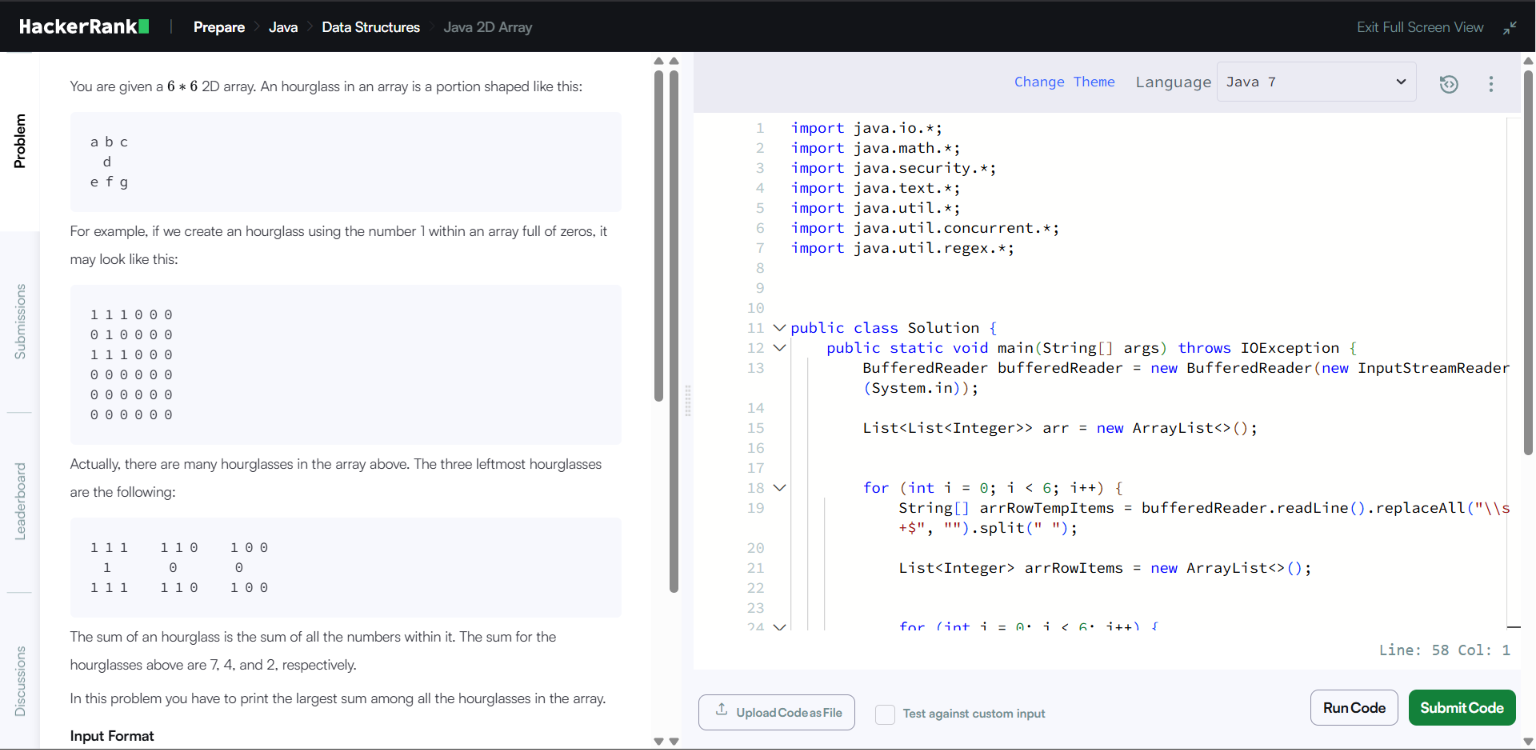 HackerRank | Prepare > Java > Data Structures > Java 2D Array Exit Full Screen View
Problem
Submissions
Leaderboard
Discussions
You are given a 6 * 6 2D array. An hourglass in an array is a portion shaped like this:
a b c
d
e f g
For example, if we create an hourglass using the number 1 within an array full of zeros, it
may look like this:
1 1 1 0 0 0
0 1 0 0 0 0
1 1 1 0 0 0
0 0 0 0 0 0
0 0 0 0 0 0
0 0 0 0 0 0
Actually, there are many hourglasses in the array above. The three leftmost hourglasses
are the following:
1 1 1 1 1 0 1 0 0
1 0 0
1 1 1 1 1 0 1 0 0
The sum of an hourglass is the sum of all the numbers within it. The sum for the
hourglasses above are 7, 4, and 2, respectively.
In this problem you have to print the largest sum among all the hourglasses in the array.
Input Format
Change Theme Language Java 7
1 import java.io.*;
2 import java.math.*;
3 import java.security.*;
4 import java.text.*;
5 import java.util.*;
6 import java.util.concurrent.*;
7 import java.util.regex.*;
8
9
10
11 public class Solution {
12 public static void main(String[] args) throws IOException {
13 BufferedReader bufferedReader = new BufferedReader(new InputStreamReader
(System.in));
14
15 List<List<Integer>> arr = new ArrayList<>();
16
17
18 for (int i = 0; i < 6; i++) {
19 String[] arrRowTempItems = bufferedReader.readLine().replaceAll("\\s
+$", "").split(" ");
20
21 List<Integer> arrRowItems = new ArrayList<>();
22
23
24 for (int j = 0; j < 6; j++) {
Line: 58 Col: 1
Upload Code as File Test against custom input Run Code Submit Code